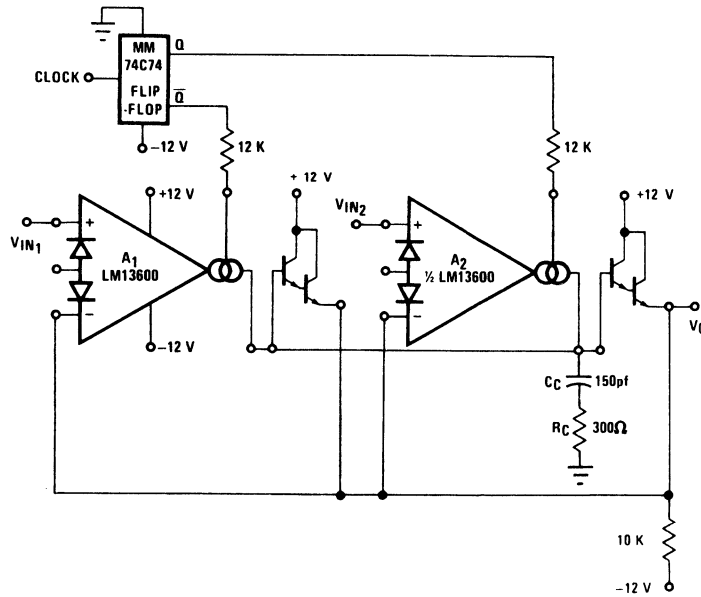 MM
74C74
FLIP
-FLOP
Q
Q̅
CLOCK
-12 V
12 K
12 K
+12 V
+ 12 V
+12 V
VIN1
+
A1
LM13600
-
-12 V
VIN2
+
A2
½ LM13600
-
CC
150pf
RC
300Ω
10 K
-12 V